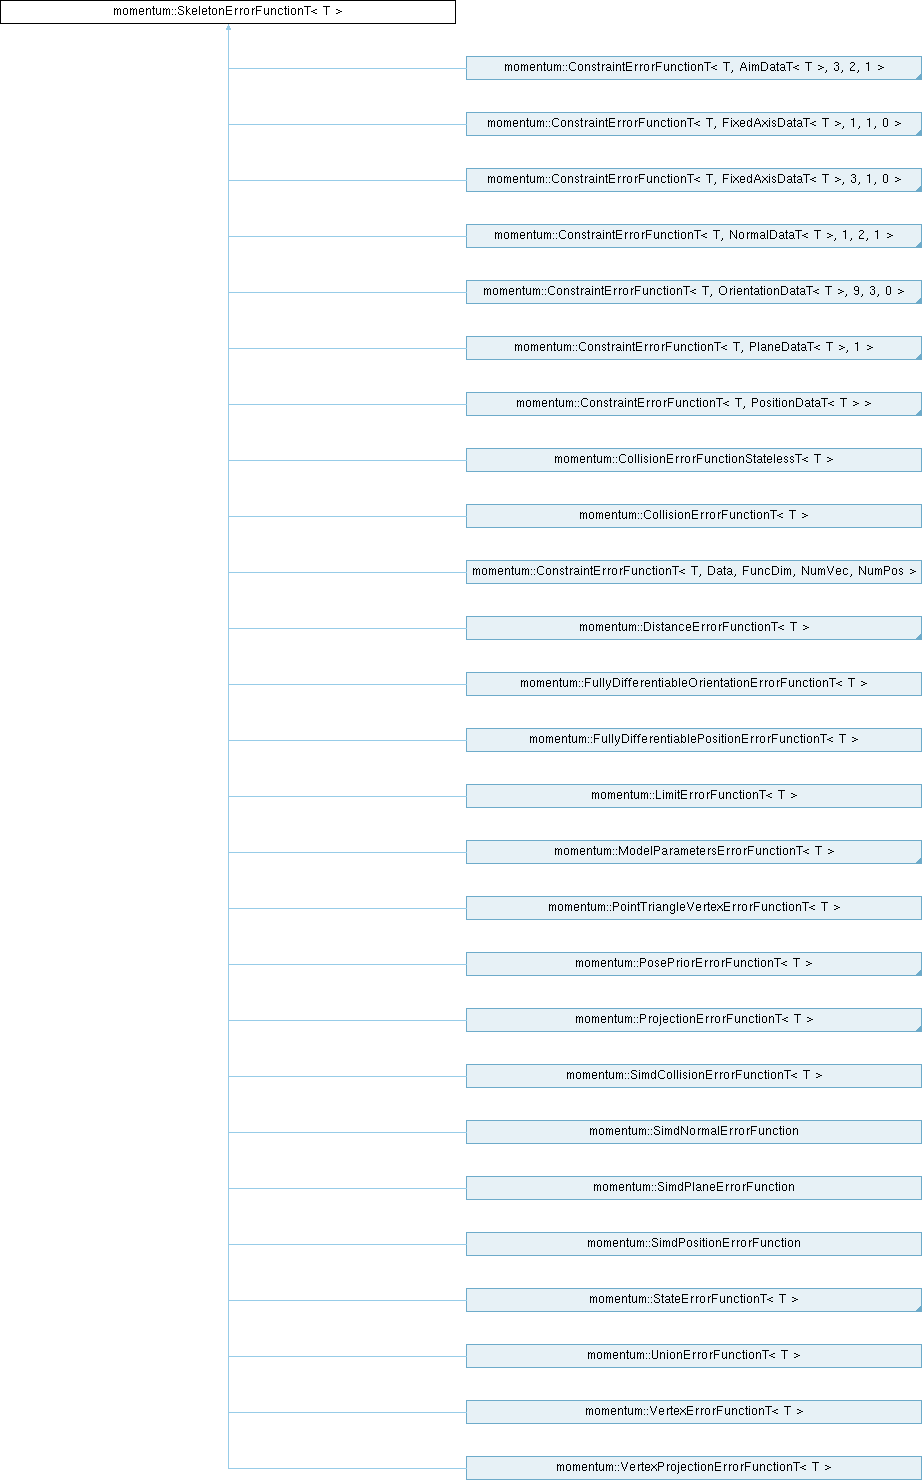 momentum::SkeletonErrorFunctionT< T >
momentum::ConstraintErrorFunctionT< T, AimDataT< T >, 3, 2, 1 >
momentum::ConstraintErrorFunctionT< T, FixedAxisDataT< T >, 1, 1, 0 >
momentum::ConstraintErrorFunctionT< T, FixedAxisDataT< T >, 3, 1, 0 >
momentum::ConstraintErrorFunctionT< T, NormalDataT< T >, 1, 2, 1 >
momentum::ConstraintErrorFunctionT< T, OrientationDataT< T >, 9, 3, 0 >
momentum::ConstraintErrorFunctionT< T, PlaneDataT< T >, 1 >
momentum::ConstraintErrorFunctionT< T, PositionDataT< T > >
momentum::CollisionErrorFunctionStatelessT< T >
momentum::CollisionErrorFunctionT< T >
momentum::ConstraintErrorFunctionT< T, Data, FuncDim, NumVec, NumPos >
momentum::DistanceErrorFunctionT< T >
momentum::FullyDifferentiableOrientationErrorFunctionT< T >
momentum::FullyDifferentiablePositionErrorFunctionT< T >
momentum::LimitErrorFunctionT< T >
momentum::ModelParametersErrorFunctionT< T >
momentum::PointTriangleVertexErrorFunctionT< T >
momentum::PosePriorErrorFunctionT< T >
momentum::ProjectionErrorFunctionT< T >
momentum::SimdCollisionErrorFunctionT< T >
momentum::SimdNormalErrorFunction
momentum::SimdPlaneErrorFunction
momentum::SimdPositionErrorFunction
momentum::StateErrorFunctionT< T >
momentum::UnionErrorFunctionT< T >
momentum::VertexErrorFunctionT< T >
momentum::VertexProjectionErrorFunctionT< T >